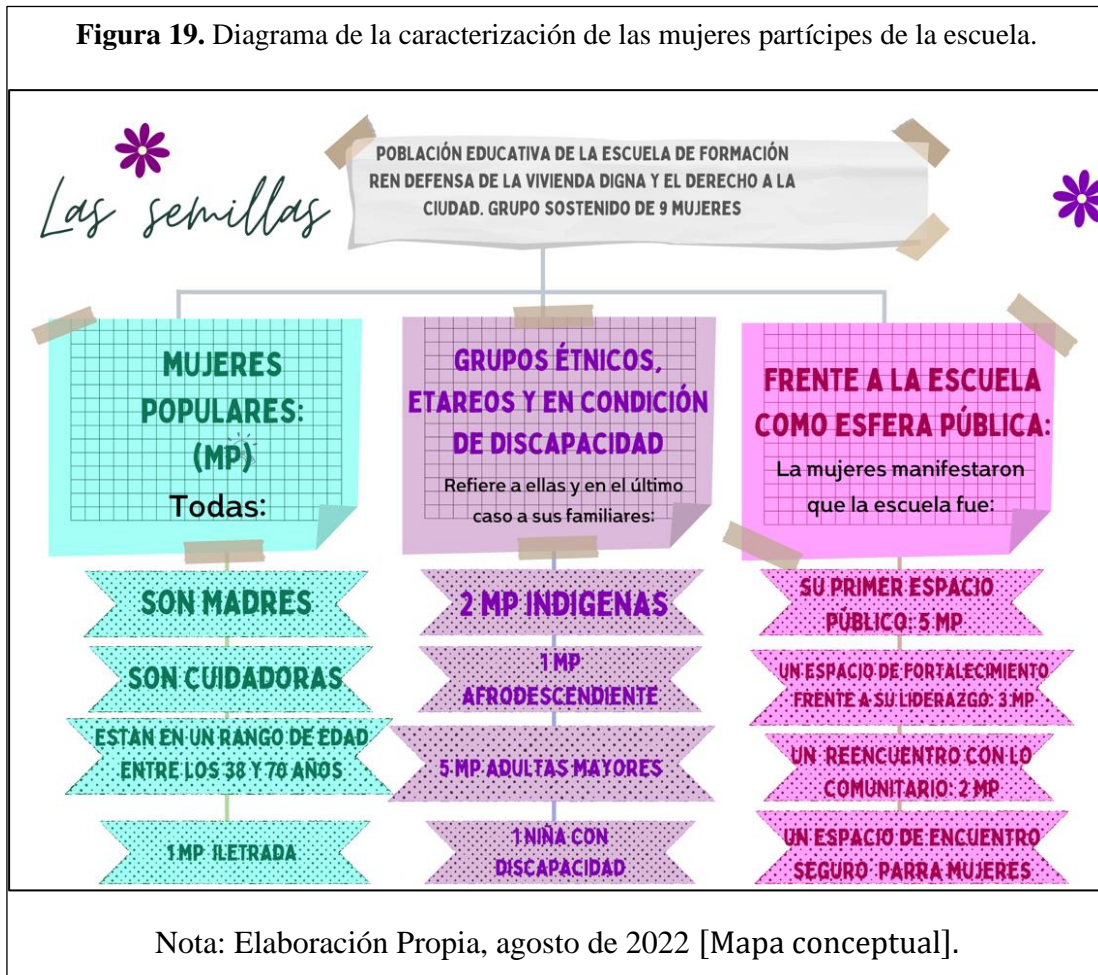 Figura 19. Diagrama de la caracterización de las mujeres partícipes de la escuela.
Las semillas
POBLACIÓN EDUCATIVA DE LA ESCUELA DE FORMACIÓN
REN DEFENSA DE LA VIVIENDA DIGNA Y EL DERECHO A LA
CIUDAD. GRUPO SOSTENIDO DE 9 MUJERES
MUJERES
POPULARES:
(MP)
Todas:
SON MADRES
SON CUIDADORAS
ESTÁN EN UN RANGO DE EDAD
ENTRE LOS 38 Y 70 AÑOS
1 MP ILETRADA
GRUPOS ÉTNICOS,
ETAREOS Y EN CONDICIÓN
DE DISCAPACIDAD
Refiere a ellas y en el último
caso a sus familiares:
2 MP INDIGENAS
1 MP
AFRODESCENDIENTE
5 MP ADULTAS MAYORES
1 NIÑA CON
DISCAPACIDAD
FRENTE A LA ESCUELA
COMO ESFERA PÚBLICA:
La mujeres manifestaron
que la escuela fue:
SU PRIMER ESPACIO
PÚBLICO: 5 MP
UN ESPACIO DE FORTALECIMIENTO
FRENTE A SU LIDERAZGO: 3 MP
UN REENCUENTRO CON LO
COMUNITARIO: 2 MP
UN ESPACIO DE ENCUENTRO
SEGURO PARRA MUJERES
Nota: Elaboración Propia, agosto de 2022 [Mapa conceptual].